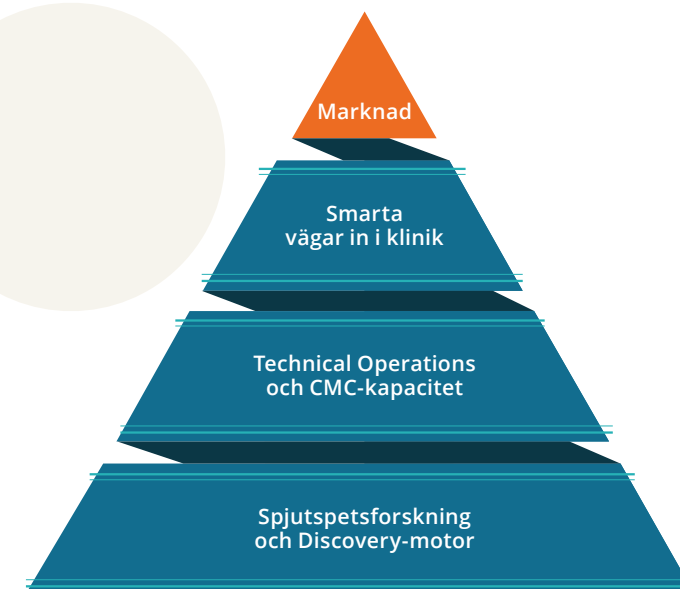 Marknad
Smarta
vägar in i klinik
Technical Operations
och CMC-kapacitet
Spjutspetsforskning
och Discovery-motor